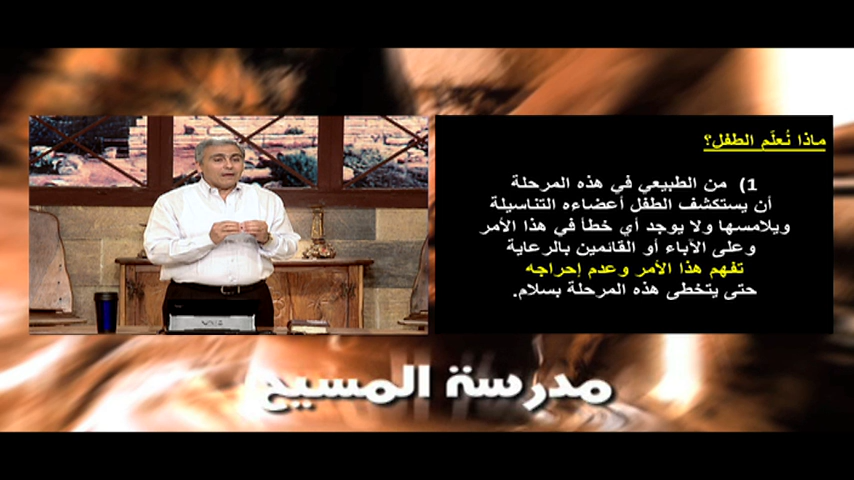 ماذا نُعلّم الطفل؟
1) من الطبيعي في هذه المرحلة
أن يستكشف الطفل أعضاءه التناسيلة
ويلامسها ولا يوجد أي خطأ في هذا الأمر
وعلى الآباء أو القائمين بالرعاية
تفهم هذا الأمر وعدم إحراجه
حتى يتخطى هذه المرحلة بسلام.
مدرسة المسيح